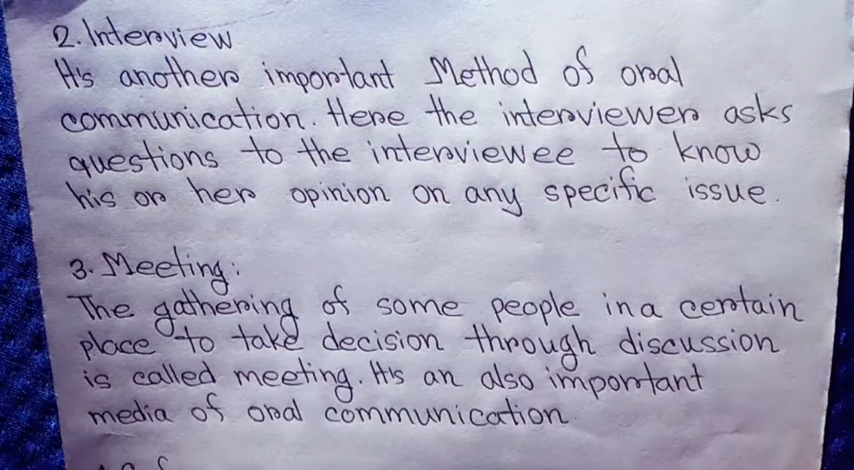 2. Interview
It's another important Method of oral
communication. Here the interviewer asks
questions to the interviewee to know
his or her opinion on any specific issue.
3. Meeting:
The gathering of some people in a certain
place to take decision through discussion
is called meeting. It's an also important
media of oral communication